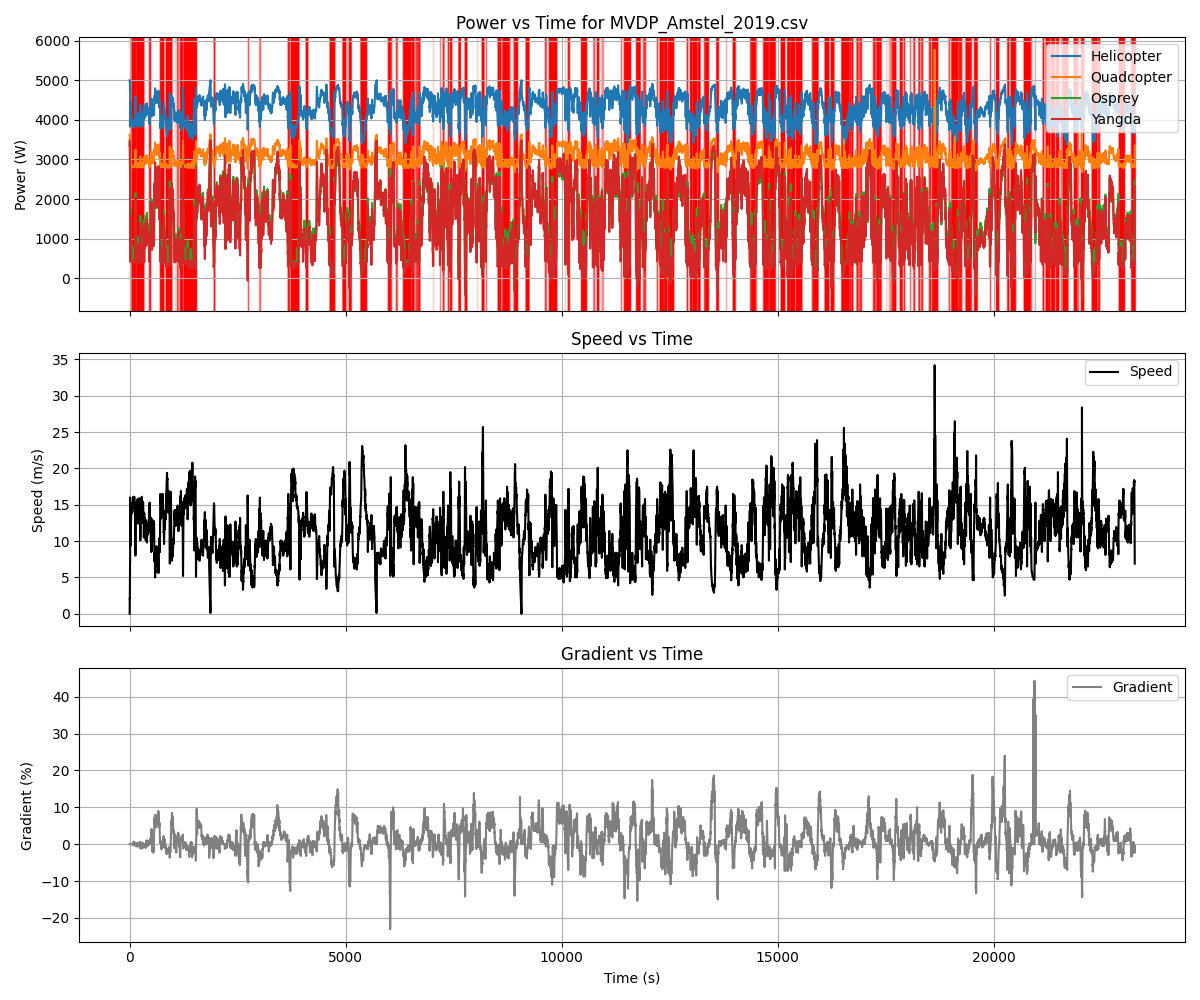 Power vs Time for MVDP_Amstel_2019.csv
6000
5000
4000
3000
2000
1000
0
Power (W)
Helicopter
Quadcopter
Osprey
Yangda
Speed vs Time
35
30
25
20
15
10
5
0
Speed (m/s)
Speed
Gradient vs Time
40
30
20
10
0
−10
−20
Gradient (%)
Gradient
0 5000 10000 15000 20000
Time (s)